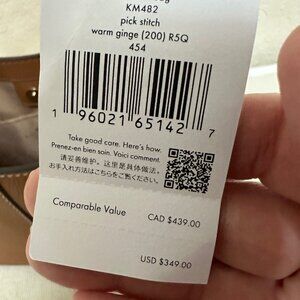 KM482
pick stitch
warm ginge (200) R5Q
454
1 96021 65142 7
Take good care. Here's how.
Prenez-en bien soin. Voici comment.
请妥善维护。这里是具体做法。
お手入れ方法はこちらをご覧ください。
Comparable Value
CAD $439.00
USD $349.00